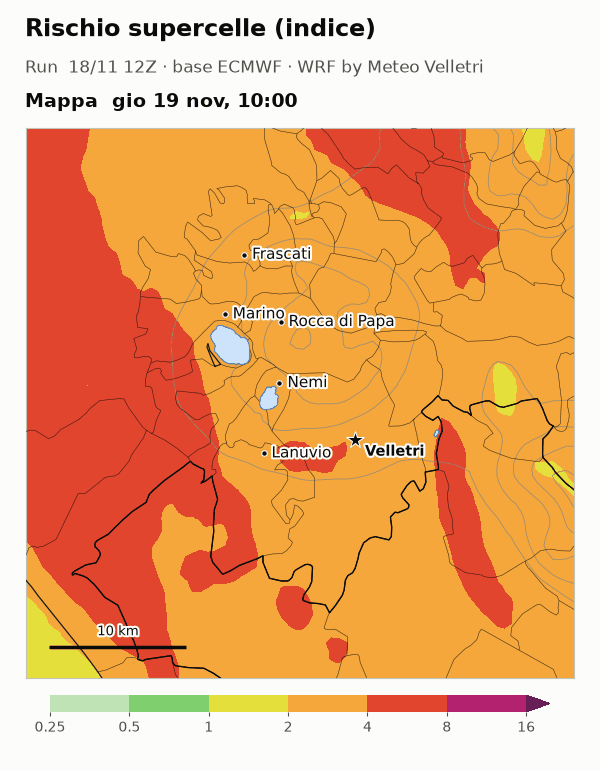 Rischio supercelle (indice)
Run  18/11 12Z · base ECMWF · WRF by Meteo Velletri
Mappa  gio 19 nov, 10:00
Frascati
Marino
Rocca di Papa
Nemi
Velletri
Lanuvio
10 km
0.25 0.5 1 2 4 8 16